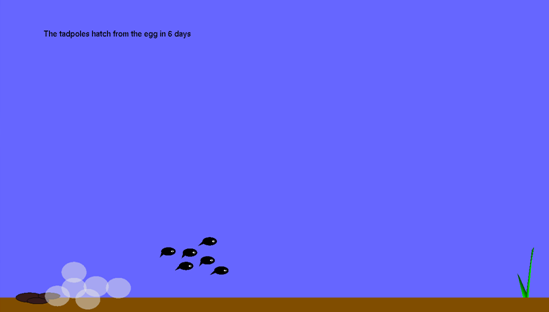 The tadpoles hatch from the egg in 6 days